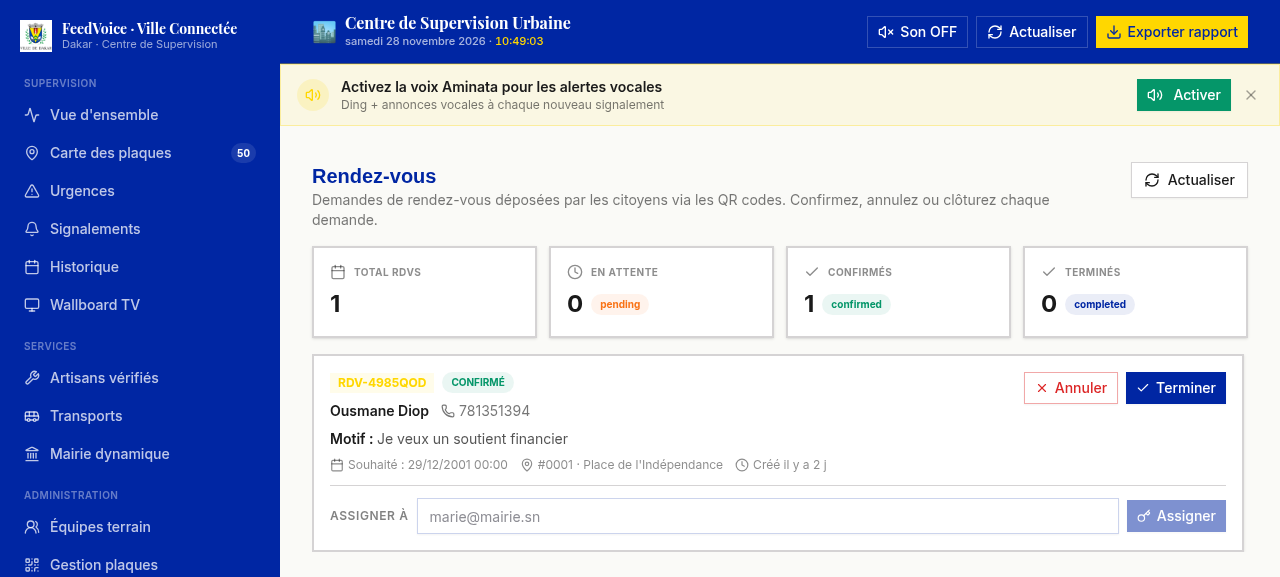 FeedVoice · Ville Connectée
Dakar · Centre de Supervision
SUPERVISION
Vue d'ensemble
Carte des plaques 50
Urgences
Signalements
Historique
Wallboard TV
SERVICES
Artisans vérifiés
Transports
Mairie dynamique
ADMINISTRATION
Équipes terrain
Gestion plaques
Centre de Supervision Urbaine
samedi 28 novembre 2026 · 10:49:03
Son OFF
Actualiser
Exporter rapport
Activez la voix Aminata pour les alertes vocales
Ding + annonces vocales à chaque nouveau signalement
Activer
Rendez-vous
Demandes de rendez-vous déposées par les citoyens via les QR codes. Confirmez, annulez ou clôturez chaque
demande.
Actualiser
TOTAL RDVS
1
EN ATTENTE
0 pending
CONFIRMÉS
1 confirmed
TERMINÉS
0 completed
RDV-4985QOD CONFIRMÉ
Annuler
Terminer
Ousmane Diop 781351394
Motif : Je veux un soutient financier
Souhaité : 29/12/2001 00:00 #0001 · Place de l'Indépendance Créé il y a 2 j
ASSIGNER À marie@mairie.sn Assigner